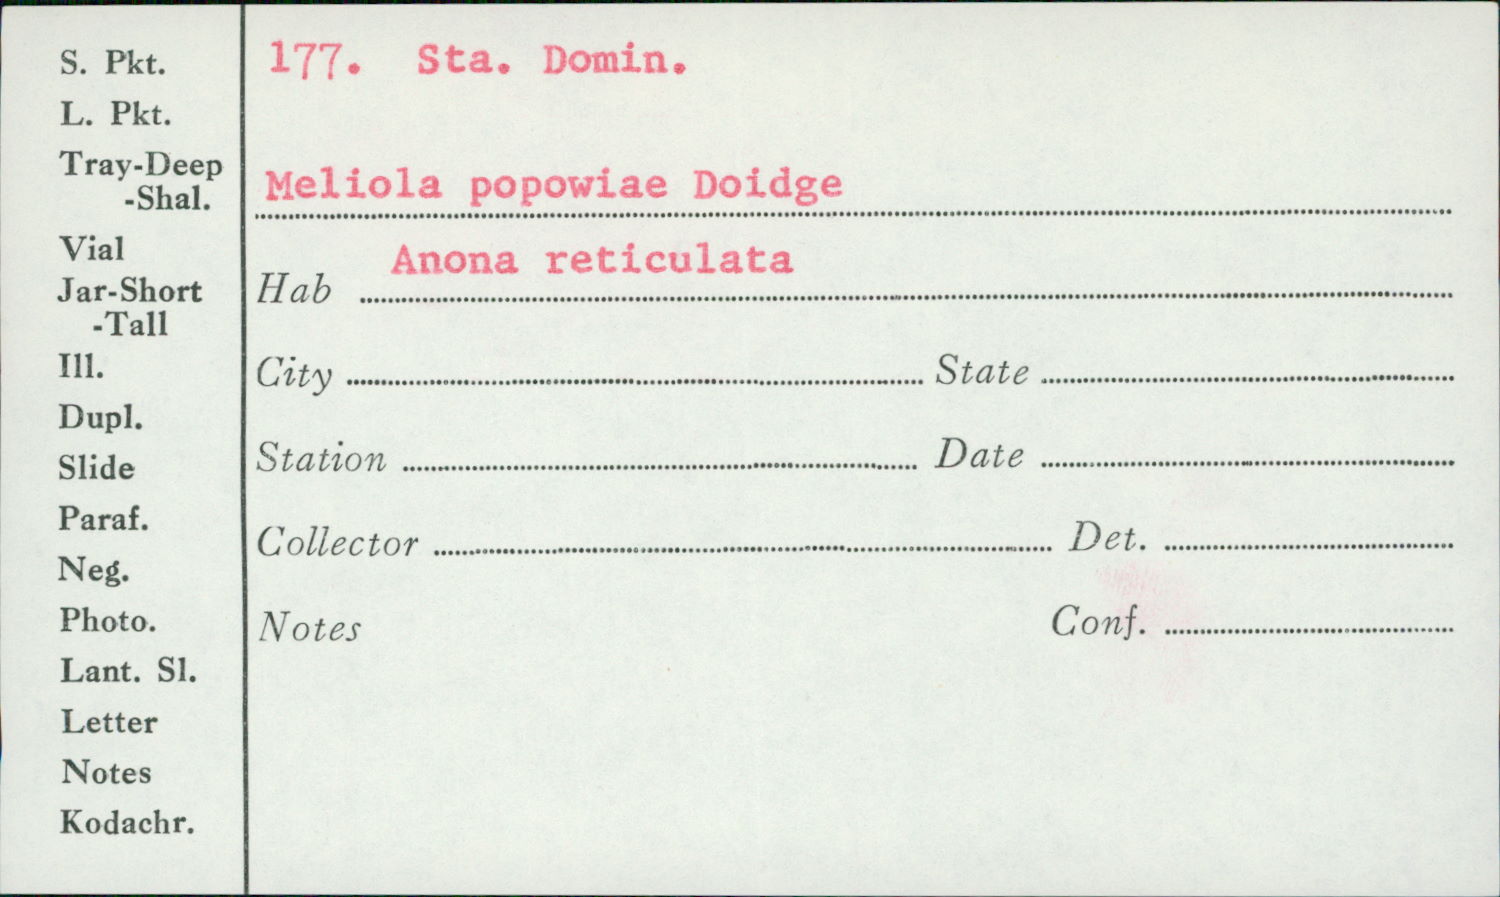 S. Pkt.
L. Pkt.
Tray-Deep
-Shal.
Vial
Jar-Short
-Tall
Ill.
Dupl.
Slide
Paraf.
Neg.
Photo.
Lant. Sl.
Letter
Notes
Kodachr.
177. Sta. Domin.
Meliola popowiae Doidge
Anona reticulata
Hab
City State
Station Date
Collector Det.
Notes Conf.